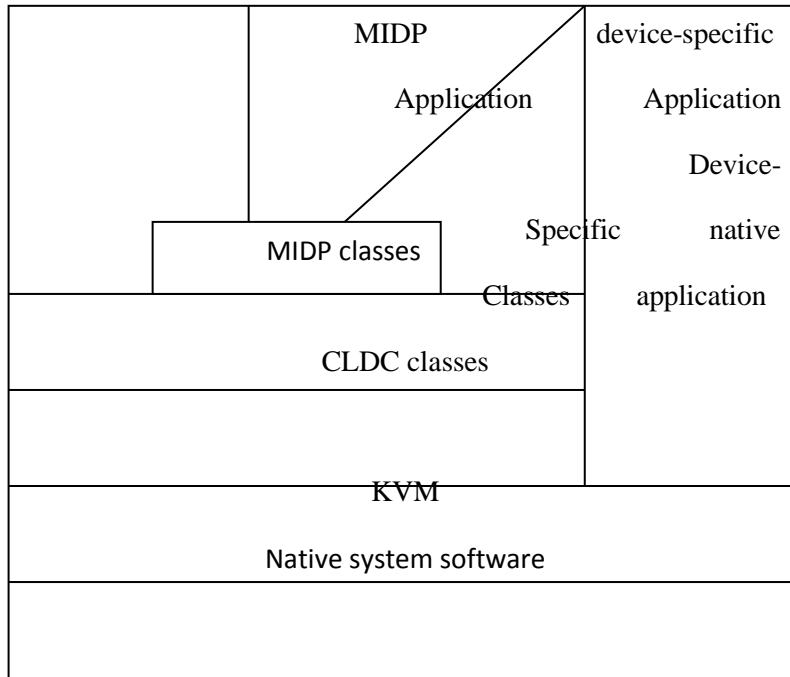 MIDP device-specific
Application Application
Device-
Specific native
MIDP classes
Classes application
CLDC classes
KVM
Native system software